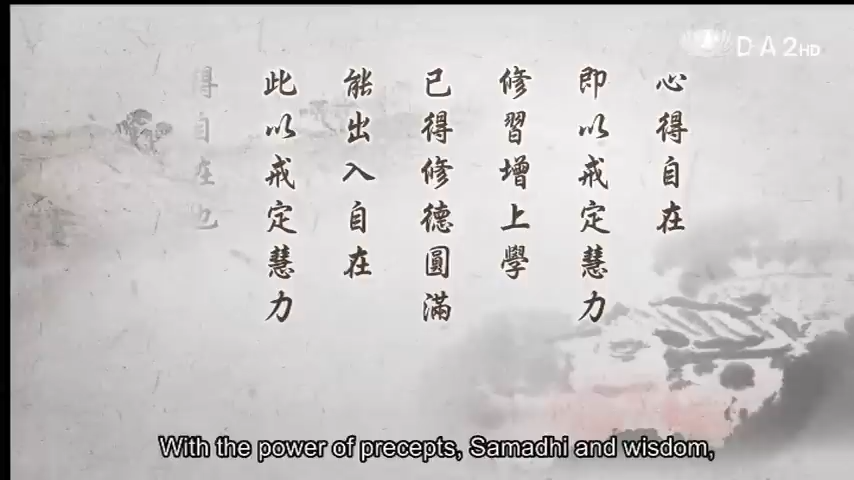 DA2HD
心得自在
即以戒定慧力
修習增上學
已得修德圓滿
能出入自在
此以戒定慧力
得自在也
With the power of precepts, Samadhi and wisdom,